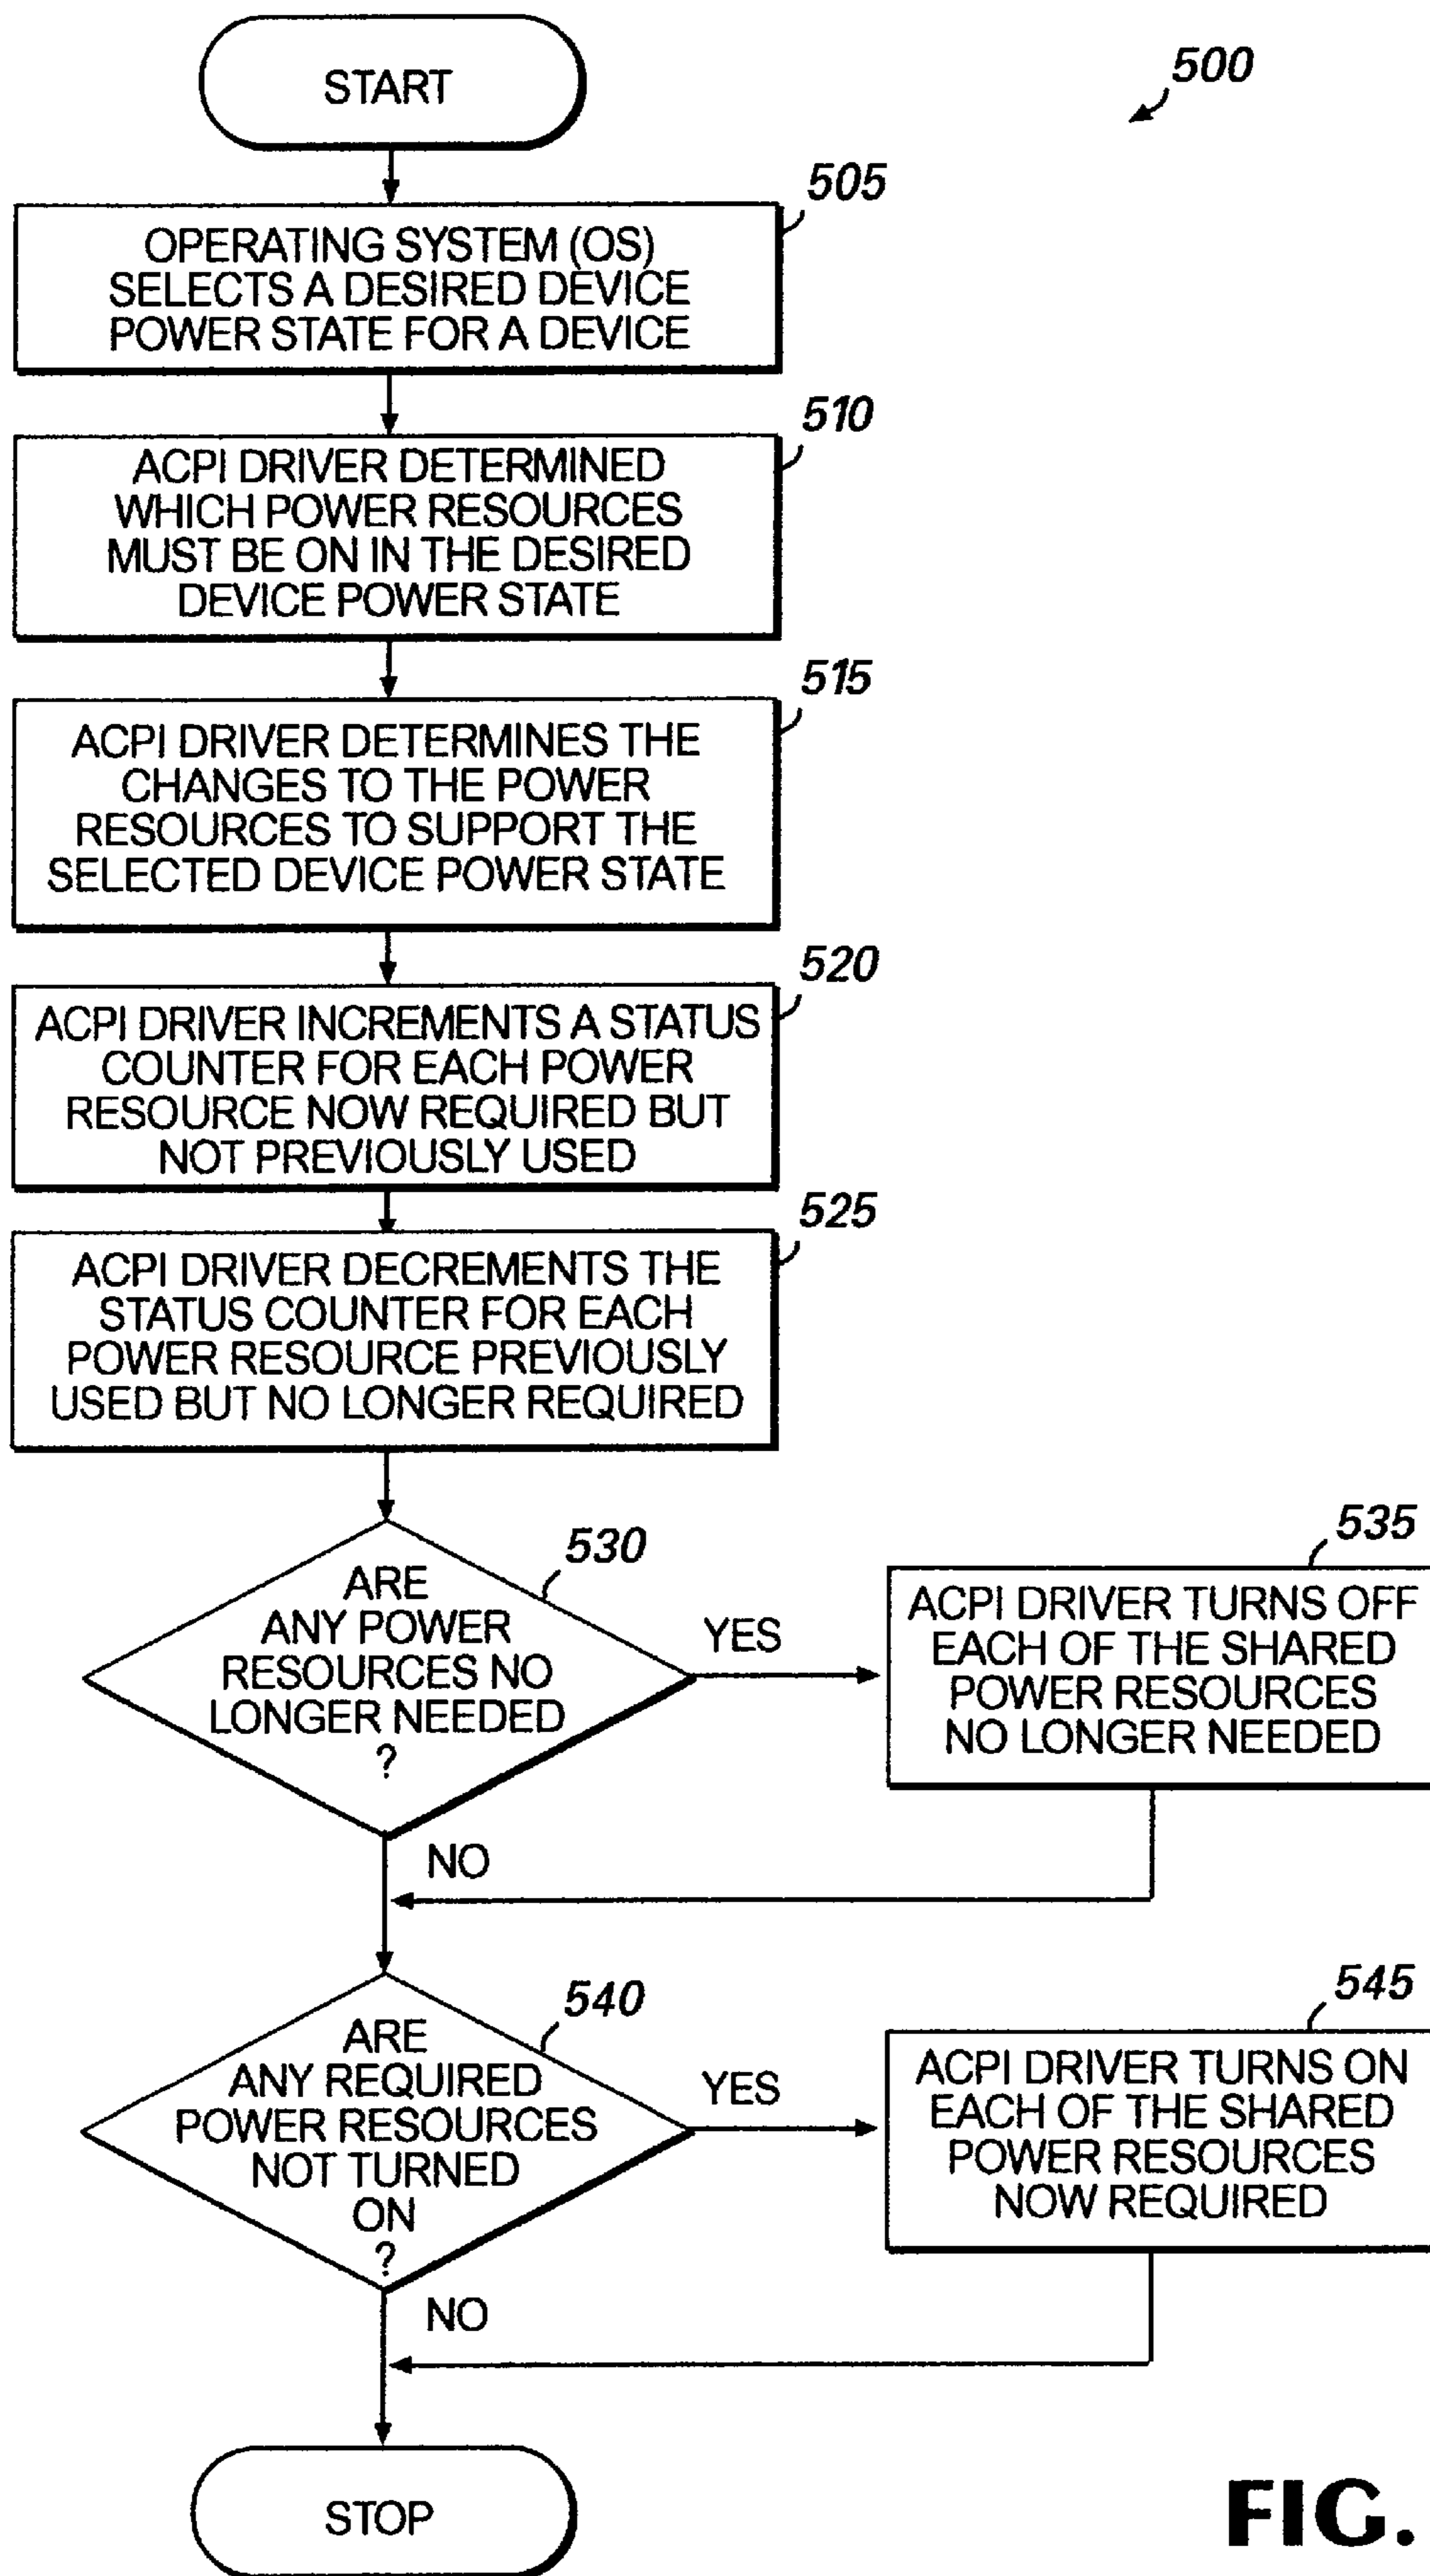 START
500
505
OPERATING SYSTEM (OS)
SELECTS A DESIRED DEVICE
POWER STATE FOR A DEVICE
510
ACPI DRIVER DETERMINED
WHICH POWER RESOURCES
MUST BE ON IN THE DESIRED
DEVICE POWER STATE
515
ACPI DRIVER DETERMINES THE
CHANGES TO THE POWER
RESOURCES TO SUPPORT THE
SELECTED DEVICE POWER STATE
520
ACPI DRIVER INCREMENTS A STATUS
COUNTER FOR EACH POWER
RESOURCE NOW REQUIRED BUT
NOT PREVIOUSLY USED
525
ACPI DRIVER DECREMENTS THE
STATUS COUNTER FOR EACH
POWER RESOURCE PREVIOUSLY
USED BUT NO LONGER REQUIRED
530
ARE
ANY POWER
RESOURCES NO
LONGER NEEDED
?
YES
NO
535
ACPI DRIVER TURNS OFF
EACH OF THE SHARED
POWER RESOURCES
NO LONGER NEEDED
540
ARE
ANY REQUIRED
POWER RESOURCES
NOT TURNED
ON
?
YES
NO
545
ACPI DRIVER TURNS ON
EACH OF THE SHARED
POWER RESOURCES
NOW REQUIRED
STOP
FIG.